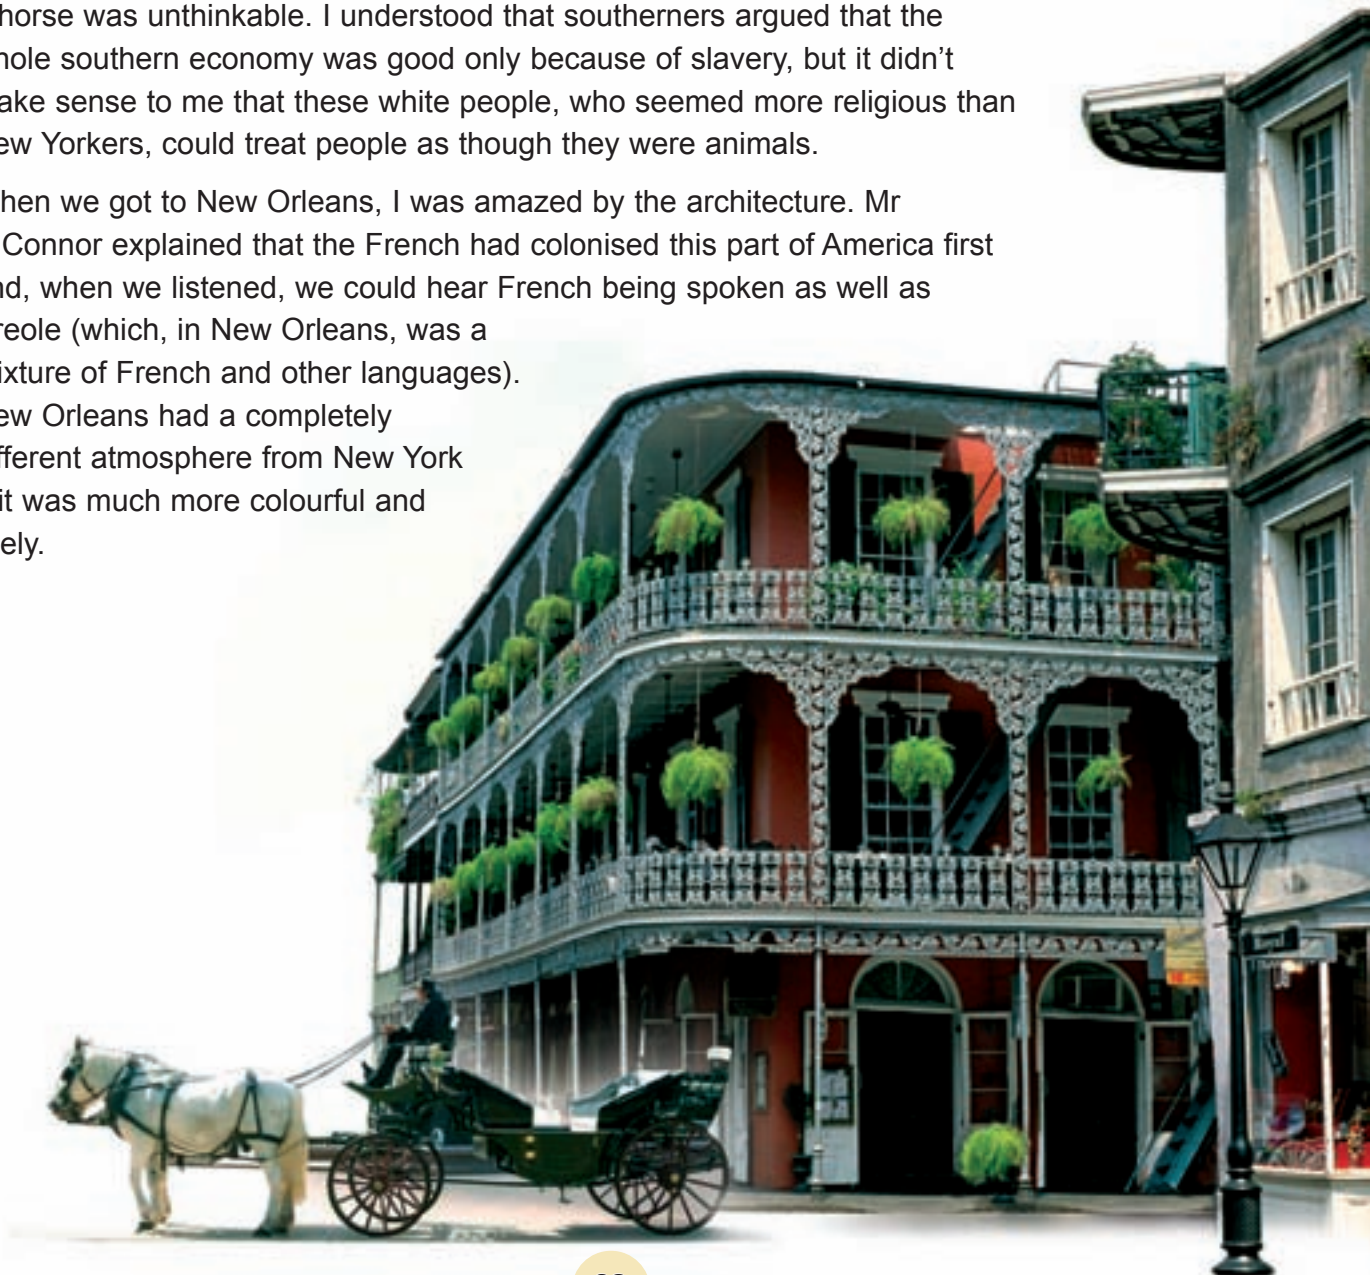 horse was unthinkable. I understood that southerners argued that the
hole southern economy was good only because of slavery, but it didn’t
ake sense to me that these white people, who seemed more religious than
ew Yorkers, could treat people as though they were animals.
hen we got to New Orleans, I was amazed by the architecture. Mr
Connor explained that the French had colonised this part of America first
nd, when we listened, we could hear French being spoken as well as
reole (which, in New Orleans, was a
ixture of French and other languages).
ew Orleans had a completely
fferent atmosphere from New York
it was much more colourful and
ely.